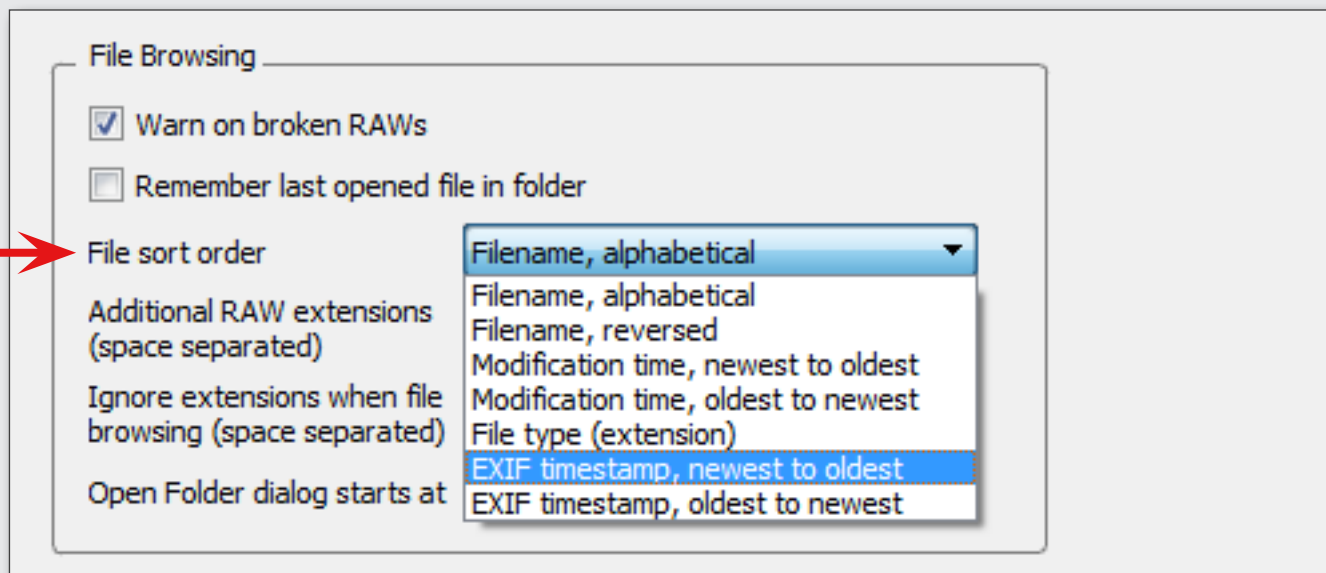 File Browsing
Warn on broken RAWs
Remember last opened file in folder
File sort order
Filename, alphabetical
Filename, alphabetical
Filename, reversed
Modification time, newest to oldest
Modification time, oldest to newest
File type (extension)
EXIF timestamp, newest to oldest
EXIF timestamp, oldest to newest
Additional RAW extensions
(space separated)
Ignore extensions when file
browsing (space separated)
Open Folder dialog starts at